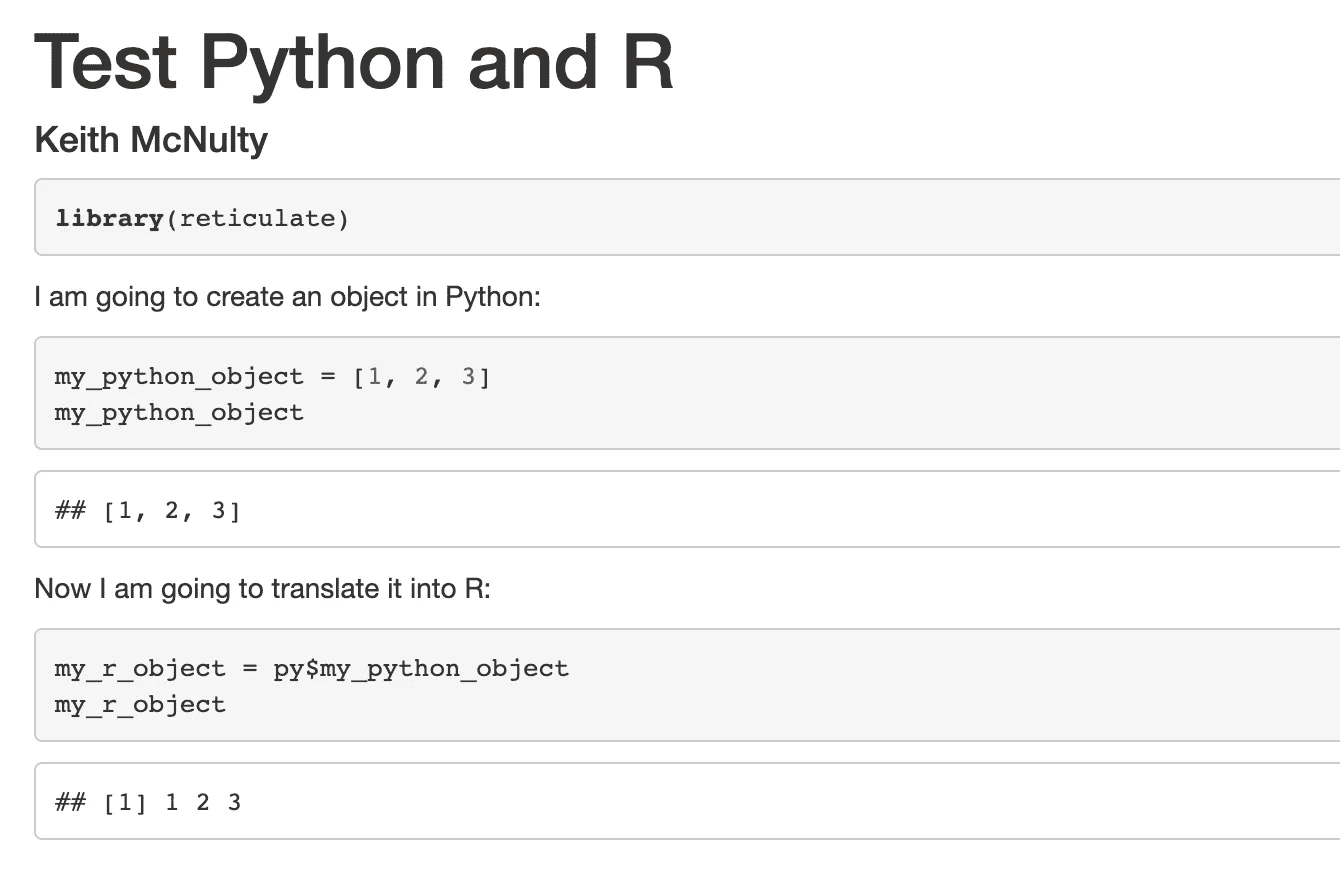 Test Python and R
Keith McNulty
library(reticulate)
I am going to create an object in Python:
my_python_object = [1, 2, 3]
my_python_object
## [1, 2, 3]
Now I am going to translate it into R:
my_r_object = py$my_python_object
my_r_object
## [1] 1 2 3